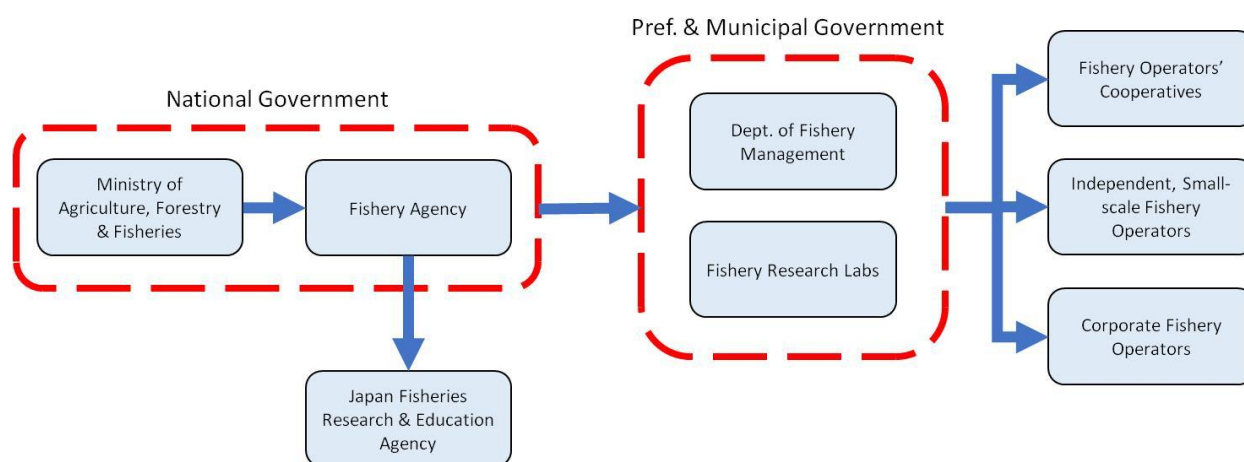 National Government
Ministry of
Agriculture, Forestry
& Fisheries
Fishery Agency
Japan Fisheries
Research & Education
Agency
Pref. & Municipal Government
Dept. of Fishery
Management
Fishery Research Labs
Fishery Operators'
Cooperatives
Independent, Small-
scale Fishery
Operators
Corporate Fishery
Operators